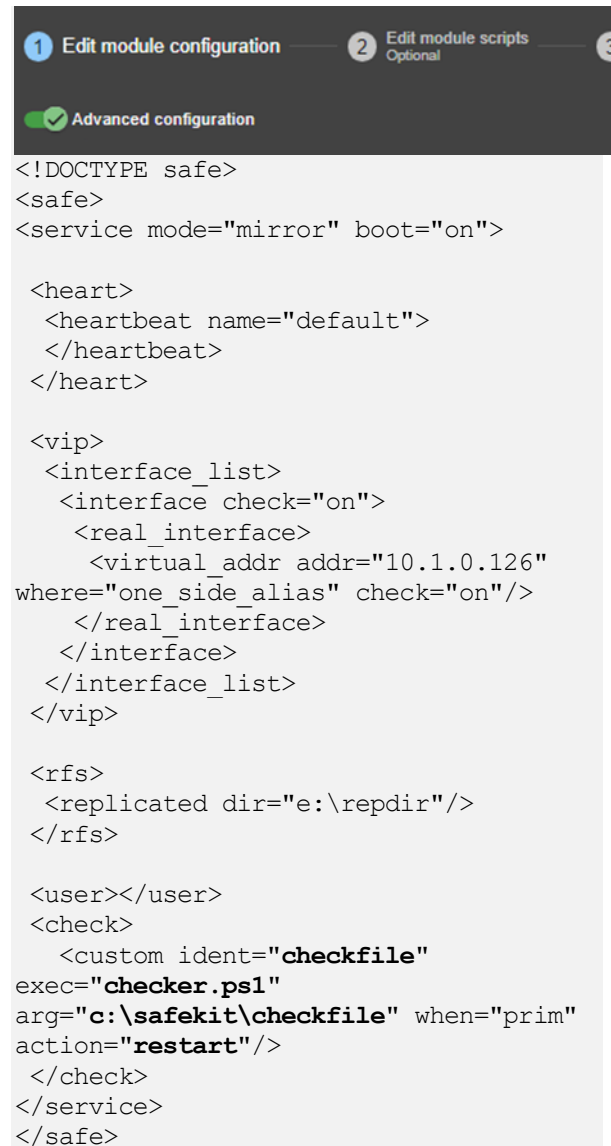 1 Edit module configuration 2 Edit module scripts 3
Optional
Advanced configuration
<!DOCTYPE safe>
<safe>
<service mode="mirror" boot="on">
 <heart>
  <heartbeat name="default">
  </heartbeat>
 </heart>
 <vip>
  <interface_list>
   <interface check="on">
    <real_interface>
     <virtual_addr addr="10.1.0.126"
where="one_side_alias" check="on"/>
    </real_interface>
   </interface>
  </interface_list>
 </vip>
 <rfs>
  <replicated dir="e:\repdir"/>
 </rfs>
 <user></user>
 <check>
   <custom ident="checkfile"
exec="checker.ps1"
arg="c:\safekit\checkfile" when="prim"
action="restart"/>
 </check>
</service>
</safe>